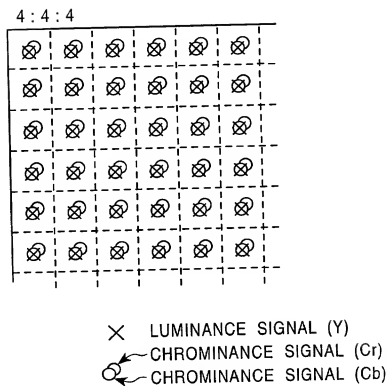 4 : 4 : 4
LUMINANCE SIGNAL (Y)
CHROMINANCE SIGNAL (Cr)
CHROMINANCE SIGNAL (Cb)